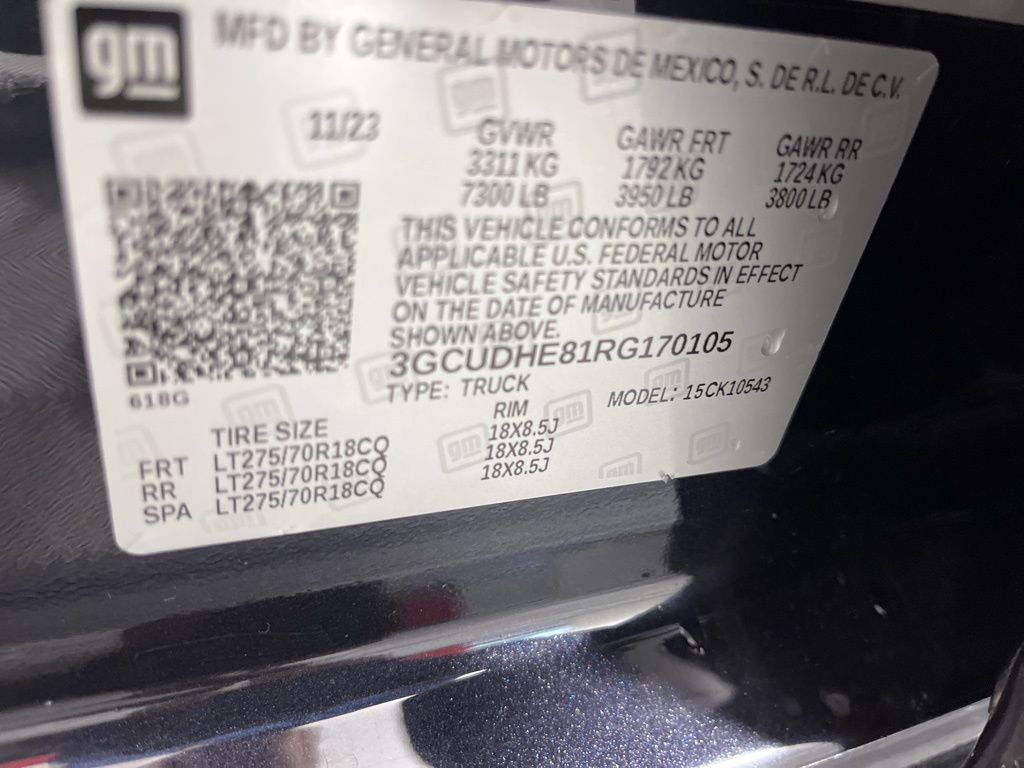 gm
MFD BY GENERAL MOTORS DE MEXICO, S. DE R.L. DE C.V.
11/23 GVWR GAWR FRT GAWR RR
3311 KG 1792 KG 1724 KG
7300 LB 3950 LB 3800 LB
THIS VEHICLE CONFORMS TO ALL
APPLICABLE U.S. FEDERAL MOTOR
VEHICLE SAFETY STANDARDS IN EFFECT
ON THE DATE OF MANUFACTURE
SHOWN ABOVE.
3GCUDHE81RG170105
TYPE: TRUCK MODEL: 15CK10543
618G
TIRE SIZE RIM
FRT LT275/70R18CQ 18X8.5J
RR LT275/70R18CQ 18X8.5J
SPA LT275/70R18CQ 18X8.5J